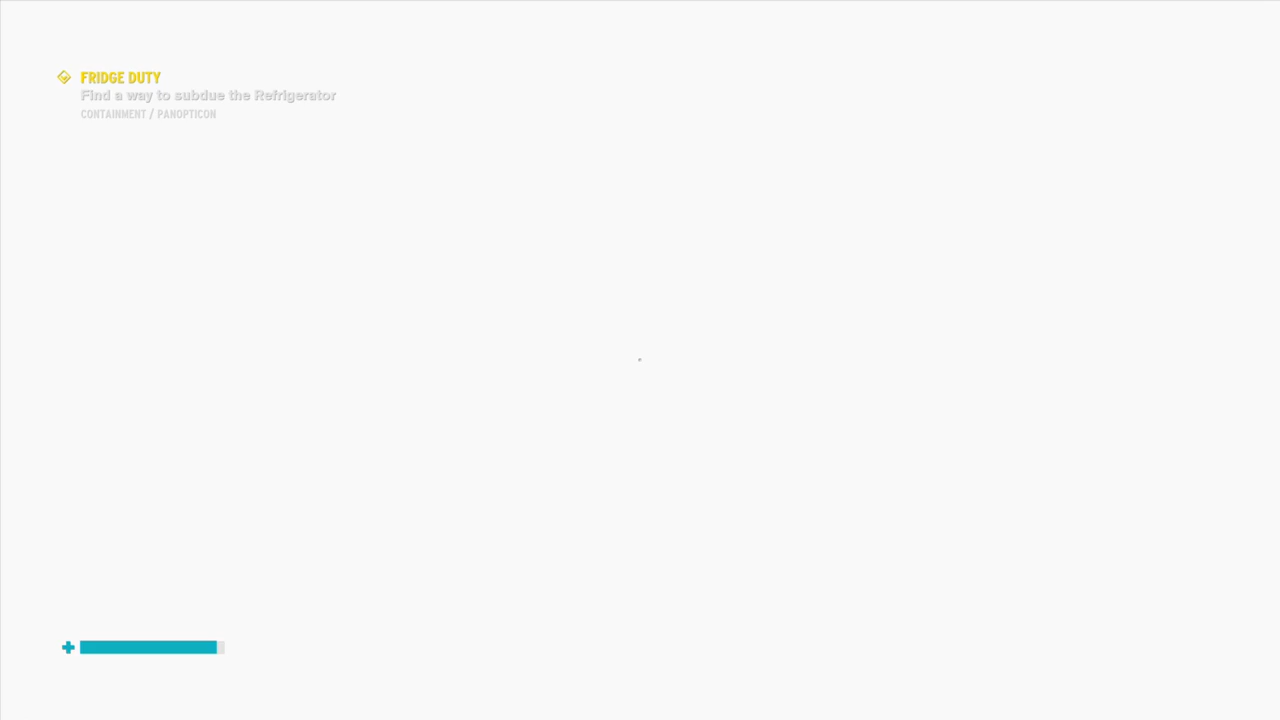 FRIDGE DUTY
Find a way to subdue the Refrigerator
CONTAINMENT / PANOPTICON